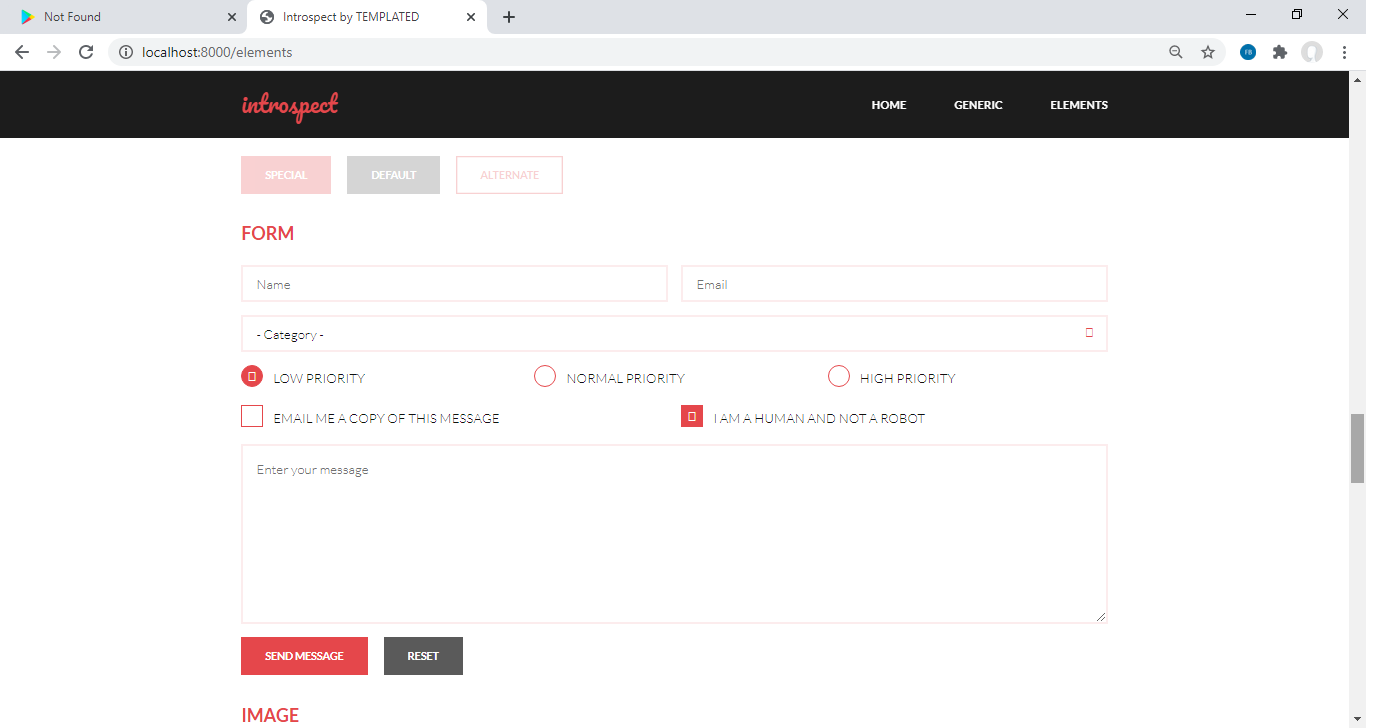 Not Found
Introspect by TEMPLATED
localhost:8000/elements
introspect
HOME GENERIC ELEMENTS
SPECIAL DEFAULT ALTERNATE
FORM
Name
Email
- Category -
LOW PRIORITY
NORMAL PRIORITY
HIGH PRIORITY
EMAIL ME A COPY OF THIS MESSAGE
I AM A HUMAN AND NOT A ROBOT
Enter your message
SEND MESSAGE RESET
IMAGE